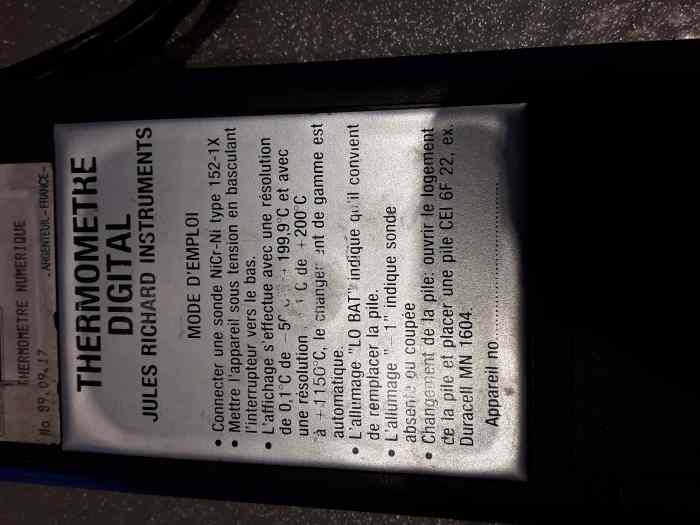 THERMOMETRE NUMERIQUE
No 99.09.17
- ARGENTEUIL - FRANCE -
THERMOMETRE
DIGITAL
JULES RICHARD INSTRUMENTS
MODE D'EMPLOI
• Connecter une sonde NiCr-Ni type 152-1X
• Mettre l'appareil sous tension en basculant
l'interrupteur vers le bas.
• L'affichage s'effectue avec une résolution
de 0,1°C de 199,9°C et avec
une résolution 1°C de +200°C
à +1150°C, le de gamme est
automatique.
• L'allumage "LO BAT" indique qu'il convient
de remplacer la pile.
• L'allumage "-1" indique sonde
absente ou coupée
• Changement de la pile: ouvrir le logement
de la pile et placer une pile CEI 6F 22, ex.
Duracell MN 1604.
Appareil no